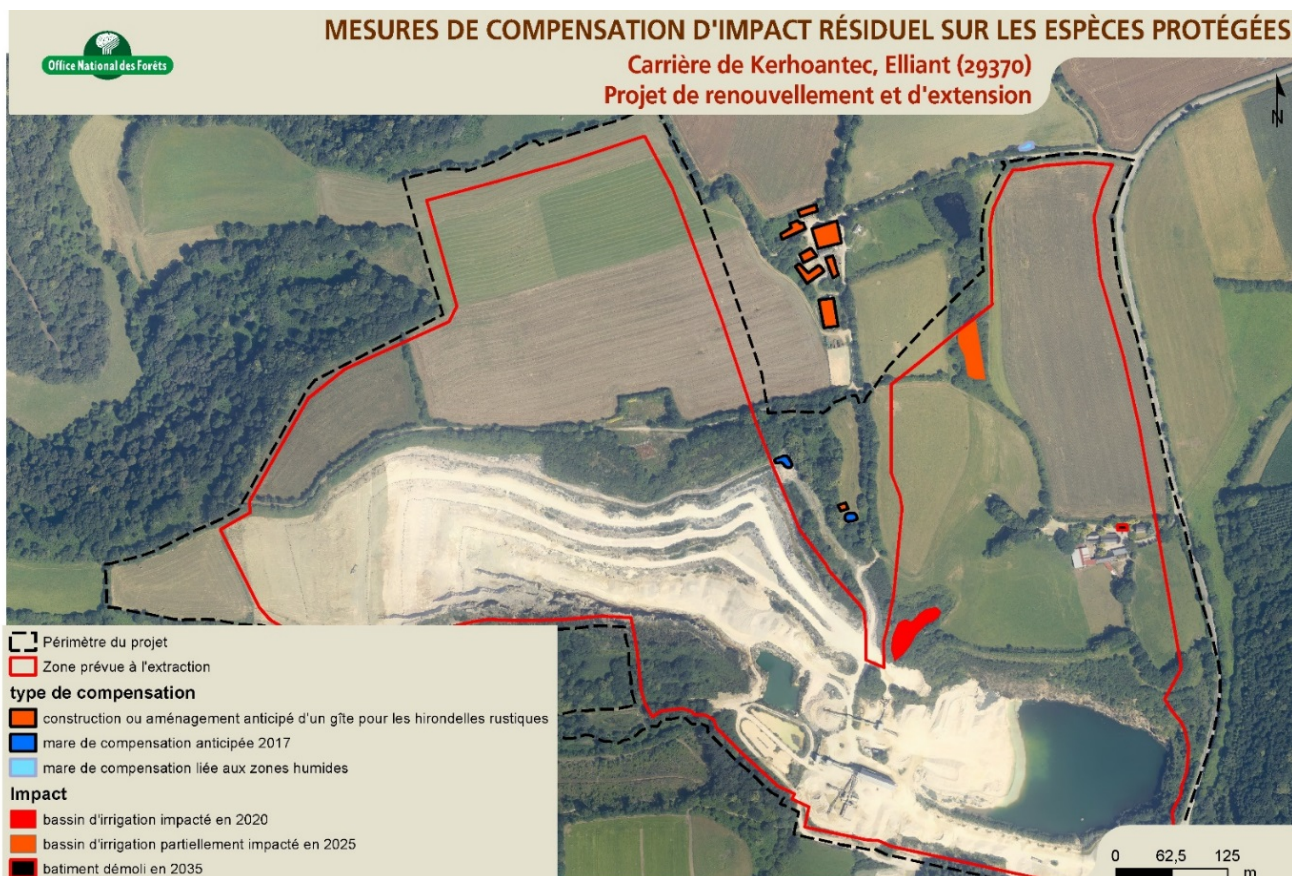 MESURES DE COMPENSATION D'IMPACT RÉSIDUEL SUR LES ESPÈCES PROTÉGÉES
Office National des Forêts
Carrière de Kerhoantec, Elliant (29370)
Projet de renouvellement et d'extension
N
Périmètre du projet
Zone prévue à l'extraction
type de compensation
construction ou aménagement anticipé d'un gîte pour les hirondelles rustiques
mare de compensation anticipée 2017
mare de compensation liée aux zones humides
Impact
bassin d'irrigation impacté en 2020
bassin d'irrigation partiellement impacté en 2025
batiment démoli en 2035
0 62,5 125
m